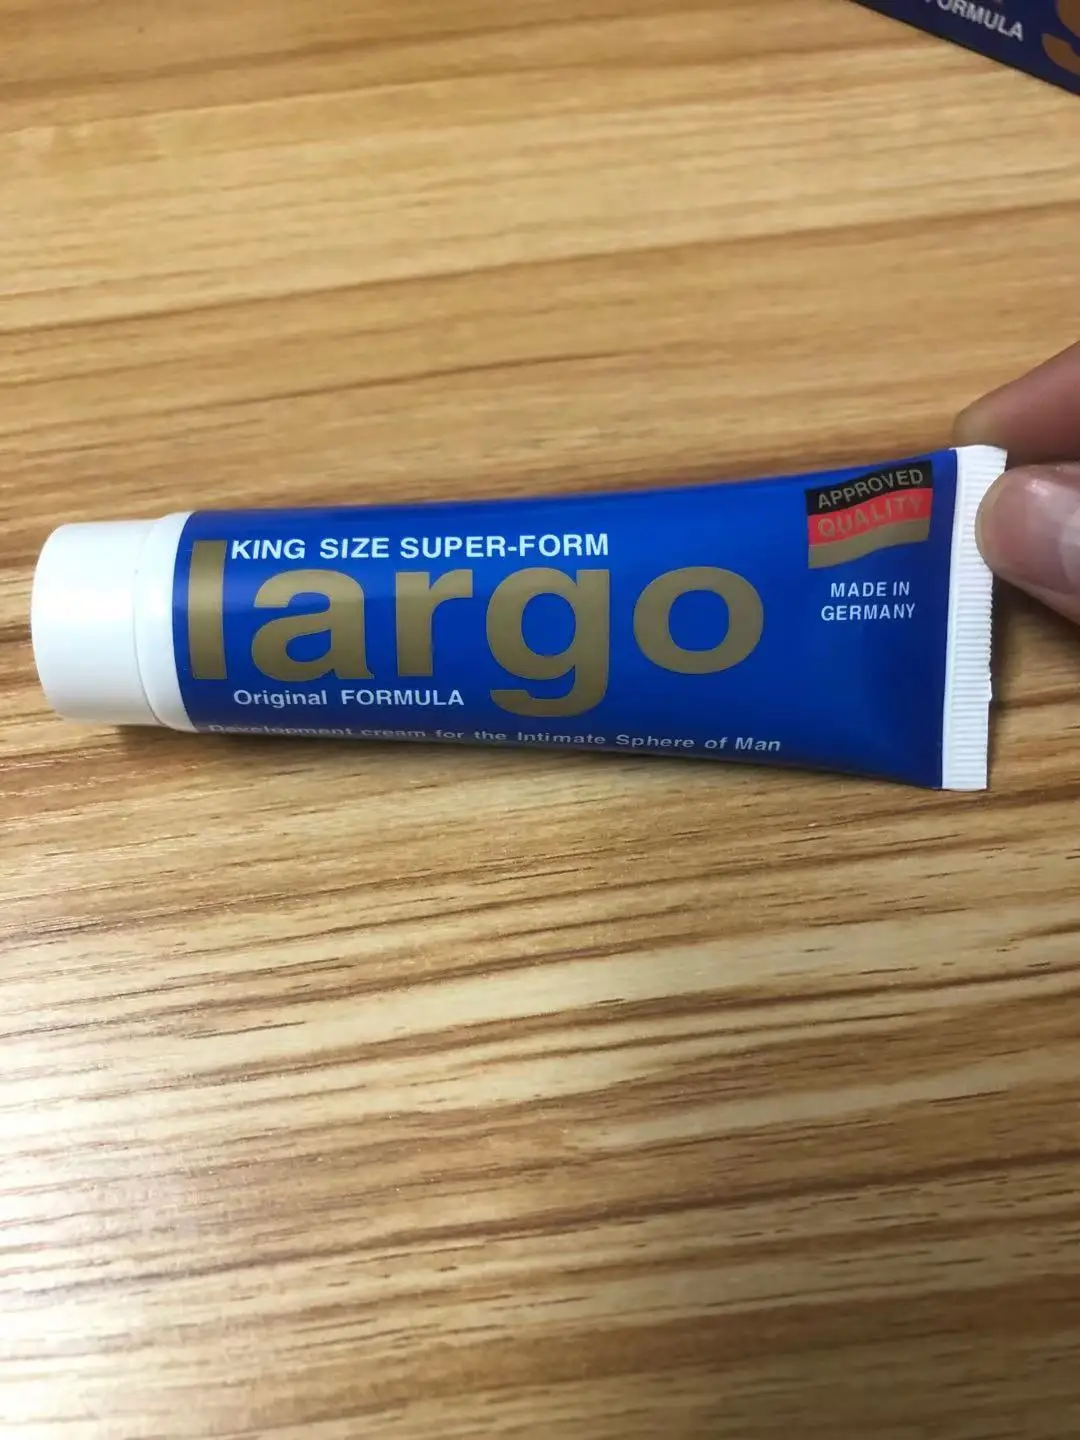 FORMULA
KING SIZE SUPER-FORM
largo
Original FORMULA
Development cream for the Intimate Sphere of Man
APPROVED
QUALITY
MADE IN
GERMANY